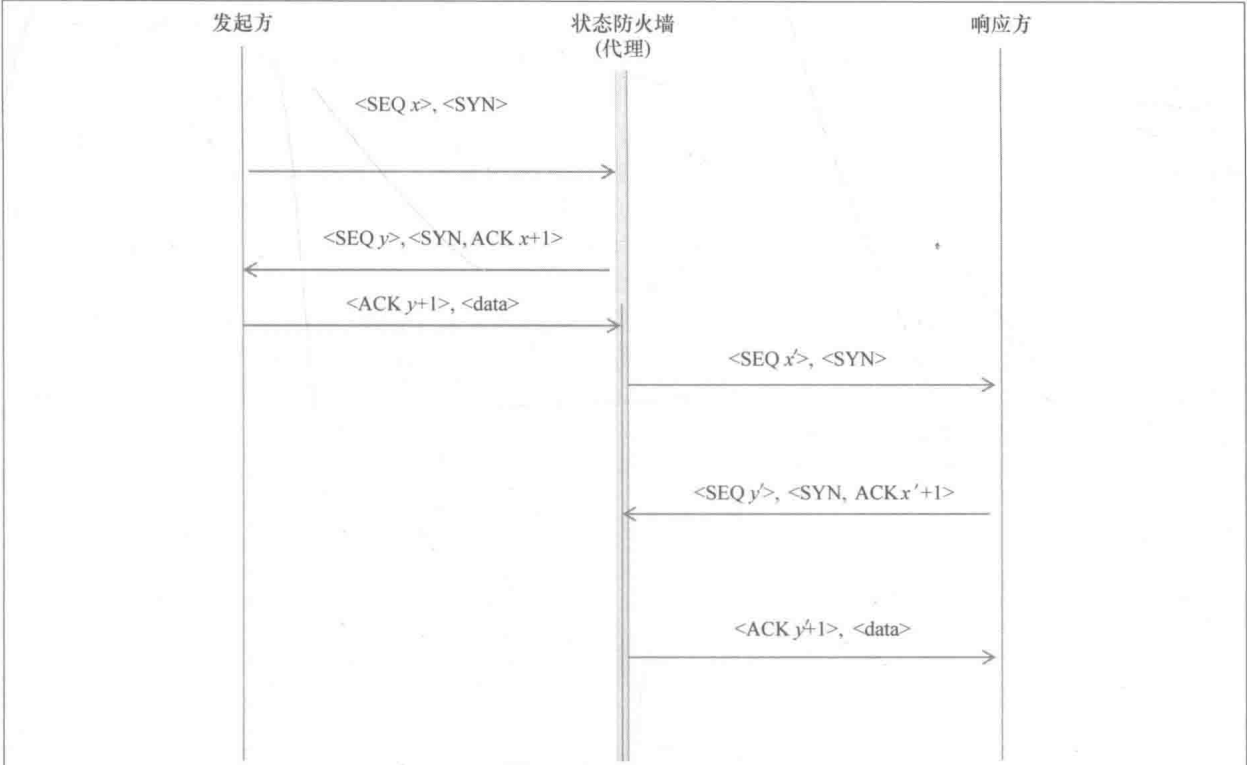 发起方 状态防火墙 响应方
(代理)
<SEQ x>, <SYN>
<SEQ y>,<SYN, ACK x+1>
<ACK y+1>, <data>
<SEQ x′>, <SYN>
<SEQ y′>, <SYN, ACK x′+1>
<ACK y′+1>, <data>